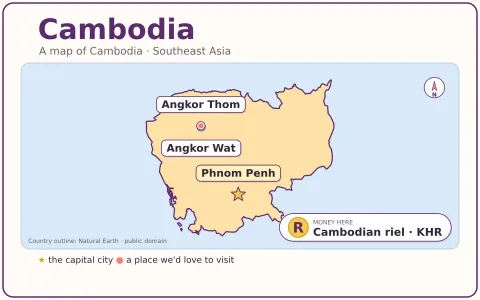 Cambodia
A map of Cambodia · Southeast Asia
N
Angkor Thom
Angkor Wat
Phnom Penh
R
MONEY HERE
Cambodian riel · KHR
Country outline: Natural Earth · public domain
★ the capital city ● a place we'd love to visit